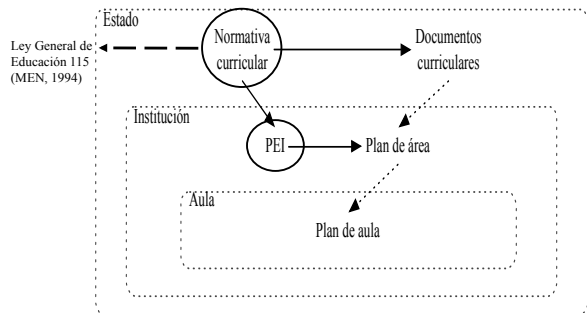 Estado
Ley General de
Educación 115
(MEN, 1994)
Normativa
curricular
Documentos
curriculares
Institución
PEI
Plan de área
Aula
Plan de aula